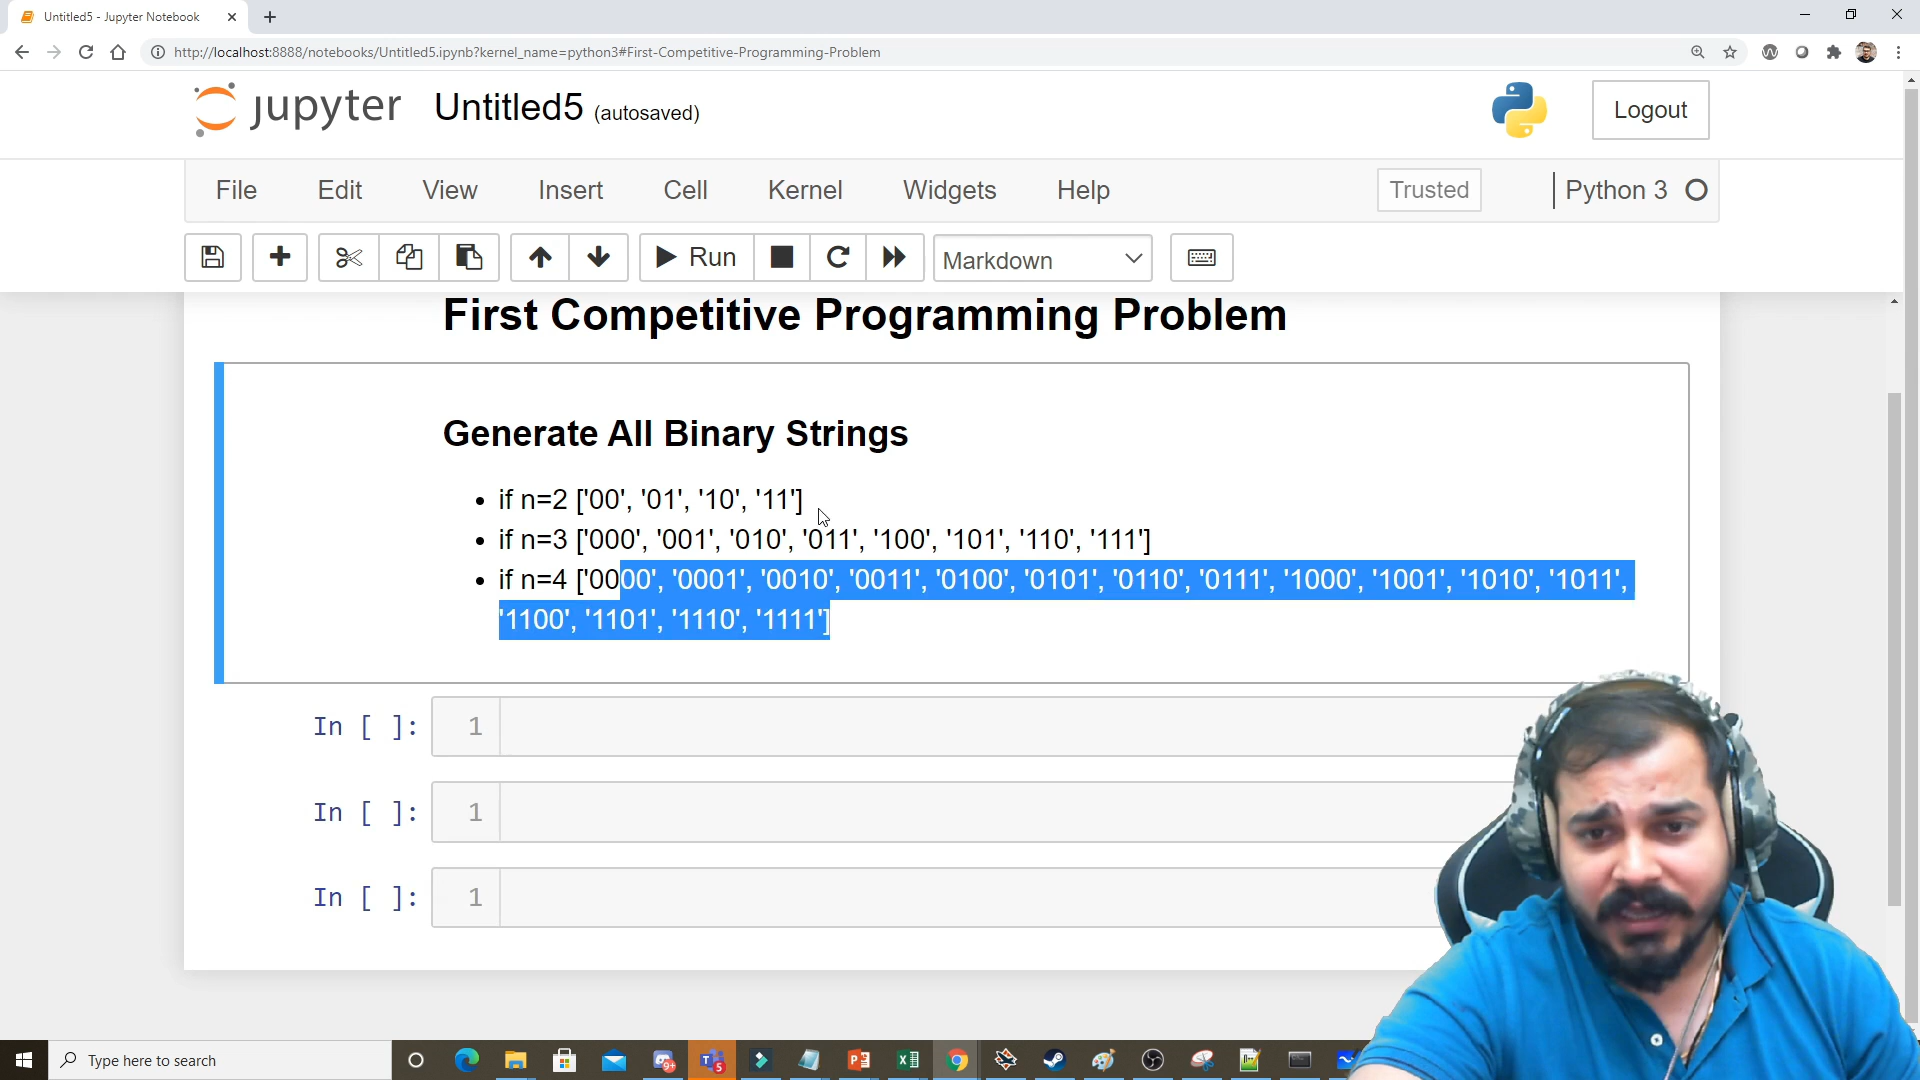 Untitled5 - Jupyter Notebook
http://localhost:8888/notebooks/Untitled5.ipynb?kernel_name=python3#First-Competitive-Programming-Problem
jupyter Untitled5 (autosaved)
Logout
File Edit View Insert Cell Kernel Widgets Help Trusted Python 3
Run Markdown
First Competitive Programming Problem
Generate All Binary Strings
• if n=2 ['00', '01', '10', '11']
• if n=3 ['000', '001', '010', '011', '100', '101', '110', '111']
• if n=4 ['0000', '0001', '0010', '0011', '0100', '0101', '0110', '0111', '1000', '1001', '1010', '1011',
'1100', '1101', '1110', '1111']
In [ ]: 1
In [ ]: 1
In [ ]: 1
Type here to search